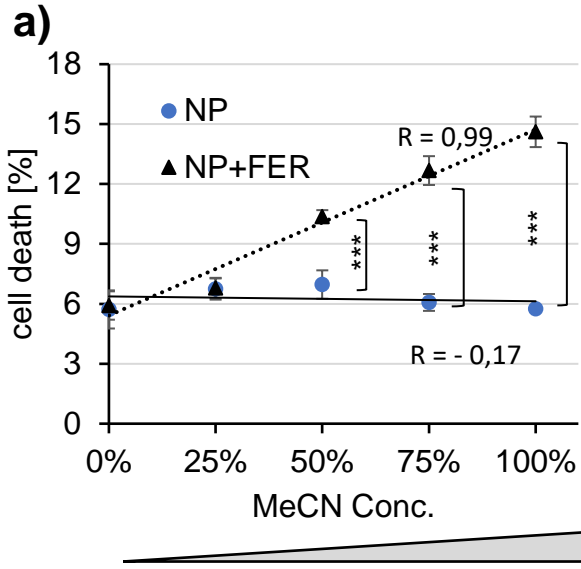 a)
18
15
12
9
6
3
0
cell death [%]
NP
NP+FER
R = 0,99
***
***
***
R = - 0,17
0% 25% 50% 75% 100%
MeCN Conc.